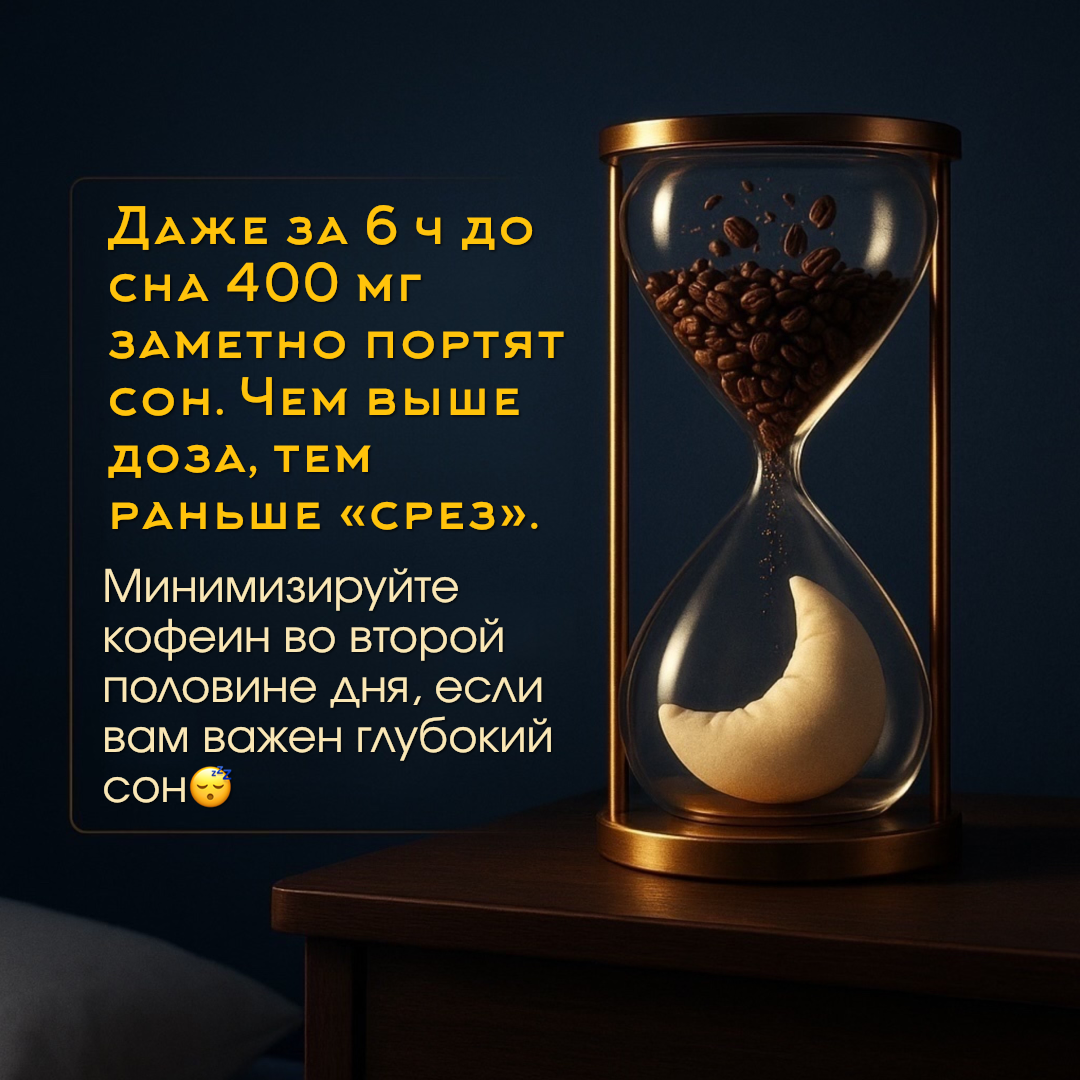 Даже за 6 ч до
сна 400 мг
заметно портят
сон. Чем выше
доза, тем
раньше «срез».
Минимизируйте
кофеин во второй
половине дня, если
вам важен глубокий
сон😴